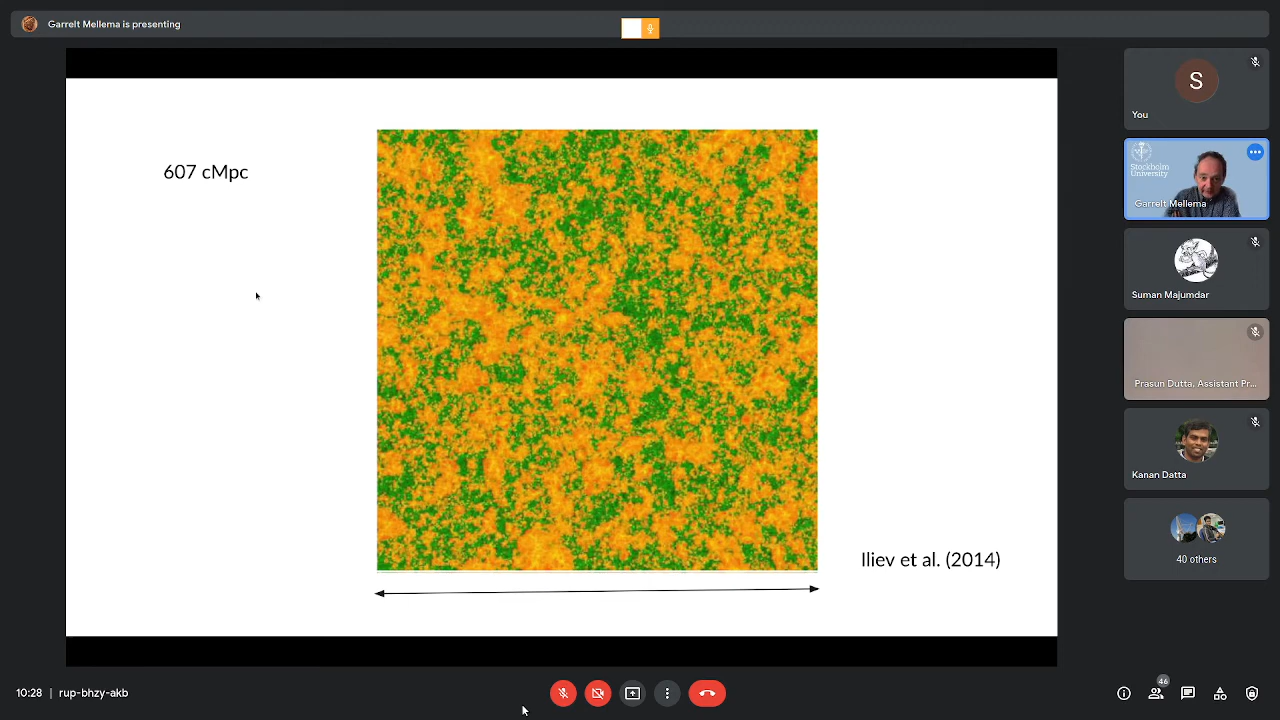 Garrelt Mellema is presenting
607 cMpc
Iliev et al. (2014)
S
You
Stockholm
University
Garrelt Mellema
Suman Majumdar
Prasun Dutta, Assistant Pr...
Kanan Datta
40 others
10:28 | rup-bhzy-akb
46